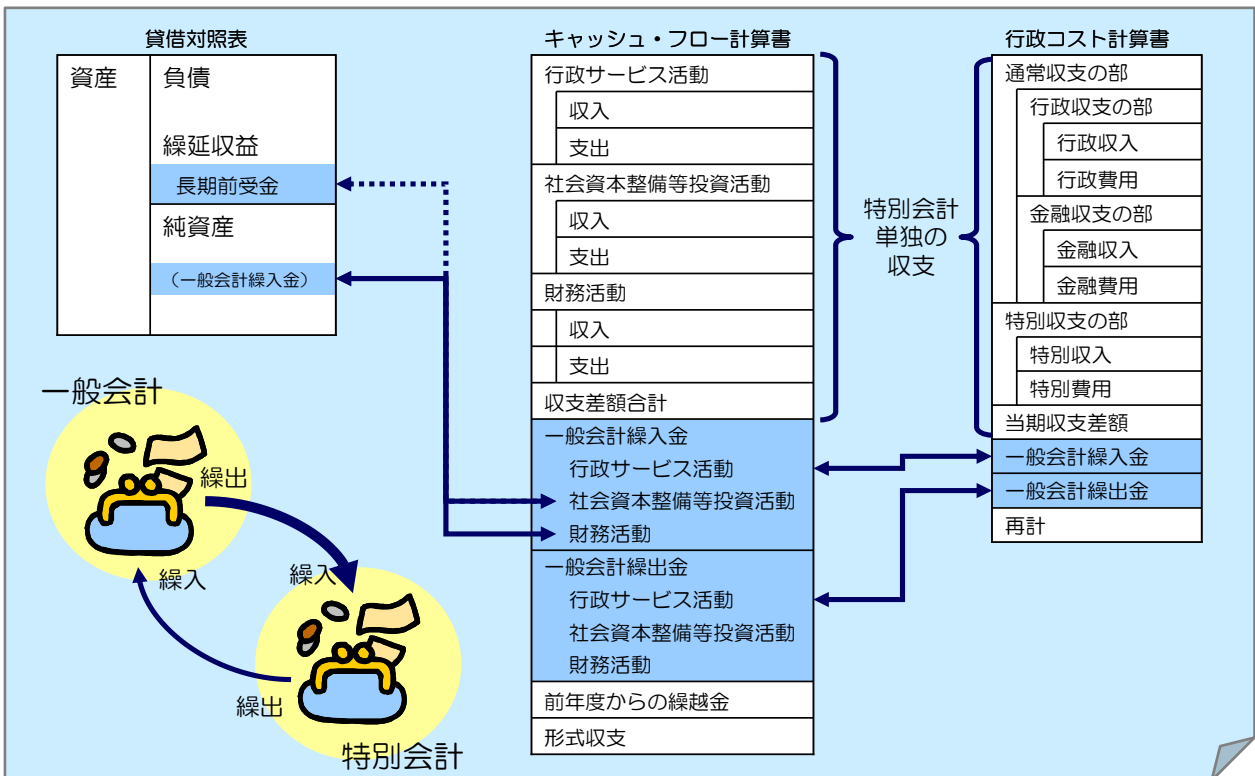 貸借対照表
資産
負債
繰延収益
長期前受金
純資産
（一般会計繰入金）
キャッシュ・フロー計算書
行政サービス活動
収入
支出
社会資本整備等投資活動
収入
支出
財務活動
収入
支出
収支差額合計
一般会計繰入金
行政サービス活動
社会資本整備等投資活動
財務活動
一般会計繰出金
行政サービス活動
社会資本整備等投資活動
財務活動
前年度からの繰越金
形式収支
特別会計
単独の
収支
行政コスト計算書
通常収支の部
行政収支の部
行政収入
行政費用
金融収支の部
金融収入
金融費用
特別収支の部
特別収入
特別費用
当期収支差額
一般会計繰入金
一般会計繰出金
再計
一般会計
繰出
繰入
繰入
繰出
特別会計